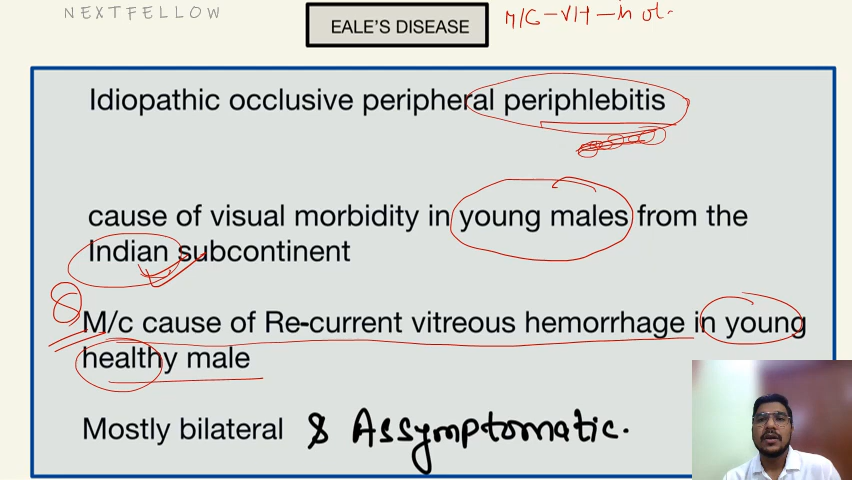 NEXTFELLOW
EALE'S DISEASE
M/C - VH - in
Idiopathic occlusive peripheral periphlebitis
cause of visual morbidity in young males from the
Indian subcontinent
M/c cause of Re-current vitreous hemorrhage in young
healthy male
Mostly bilateral & Assymptomatic.